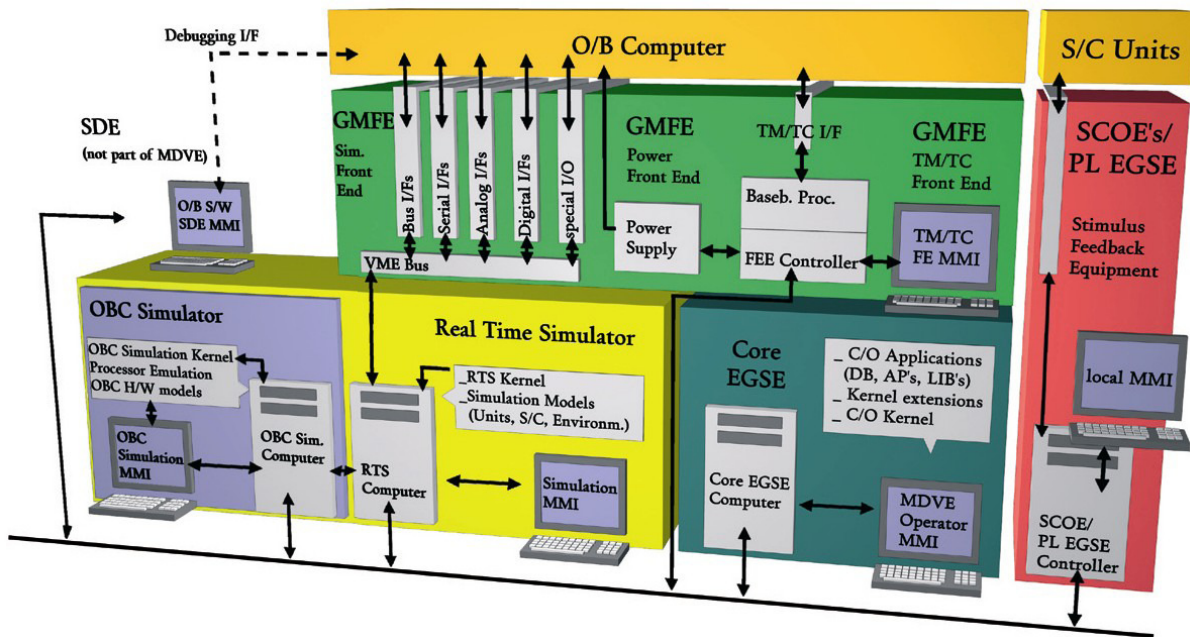 Debugging I/F
O/B Computer
S/C Units
SDE
(not part of MDVE)
O/B S/W
SDE MMI
GMFE
Sim.
Front
End
Bus I/Fs
Serial I/Fs
Analog I/Fs
Digital I/Fs
special I/O
VME Bus
GMFE
Power
Front End
Power
Supply
TM/TC I/F
Baseb. Proc.
FEE Controller
GMFE
TM/TC
Front End
TM/TC
FE MMI
SCOE's/
PL EGSE
Stimulus
Feedback
Equipment
local MMI
SCOE/
PL EGSE
Controller
OBC Simulator
OBC Simulation Kernel
Processor Emulation
OBC H/W models
OBC
Simulation
MMI
OBC Sim.
Computer
Real Time Simulator
_RTS Kernel
_Simulation Models
(Units, S/C, Environm.)
RTS
Computer
Simulation
MMI
Core
EGSE
_ C/O Applications
(DB, AP's, LIB's)
_ Kernel extensions
_ C/O Kernel
Core EGSE
Computer
MDVE
Operator
MMI